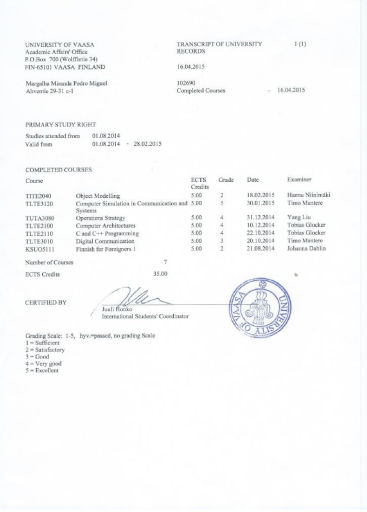 UNIVERSITY OF VAASA
Academic Affairs' Office
P.O.Box 700 (Wolffintie 34)
FIN-65101 VAASA FINLAND
TRANSCRIPT OF UNIVERSITY RECORDS 1 (1)
16.04.2015
Margalho Miranda Pedro Miguel
Ahventie 29-31 c-1
102690
Completed Courses - 16.04.2015
PRIMARY STUDY RIGHT
Studies attended from 01.08.2014
Valid from 01.08.2014 - 28.02.2015
COMPLETED COURSES
Course ECTS Credits Grade Date Examiner
TITE2040 Object Modelling 5.00 2 18.02.2015 Hannu Niinimäki
TLTE3120 Computer Simulation in Communication and Systems 5.00 5 30.01.2015 Timo Mantere
TUTA3080 Operations Strategy 5.00 4 31.12.2014 Yang Liu
TLTE2100 Computer Architectures 5.00 4 10.12.2014 Tobias Glocker
TLTE2110 C and C++ Programming 5.00 4 22.10.2014 Tobias Glocker
TLTE3010 Digital Communication 5.00 3 20.10.2014 Timo Mantere
KSUO5111 Finnish for Foreigners 1 5.00 2 21.08.2014 Johanna Dahlin
Number of Courses 7
ECTS Credits 35.00
CERTIFIED BY
International Students' Coordinator
UNIVERSITY OF VAASA
Grading Scale: 1-5, hyv.=passed, no grading Scale
1 = Sufficient
2 = Satisfactory
3 = Good
4 = Very good
5 = Excellent